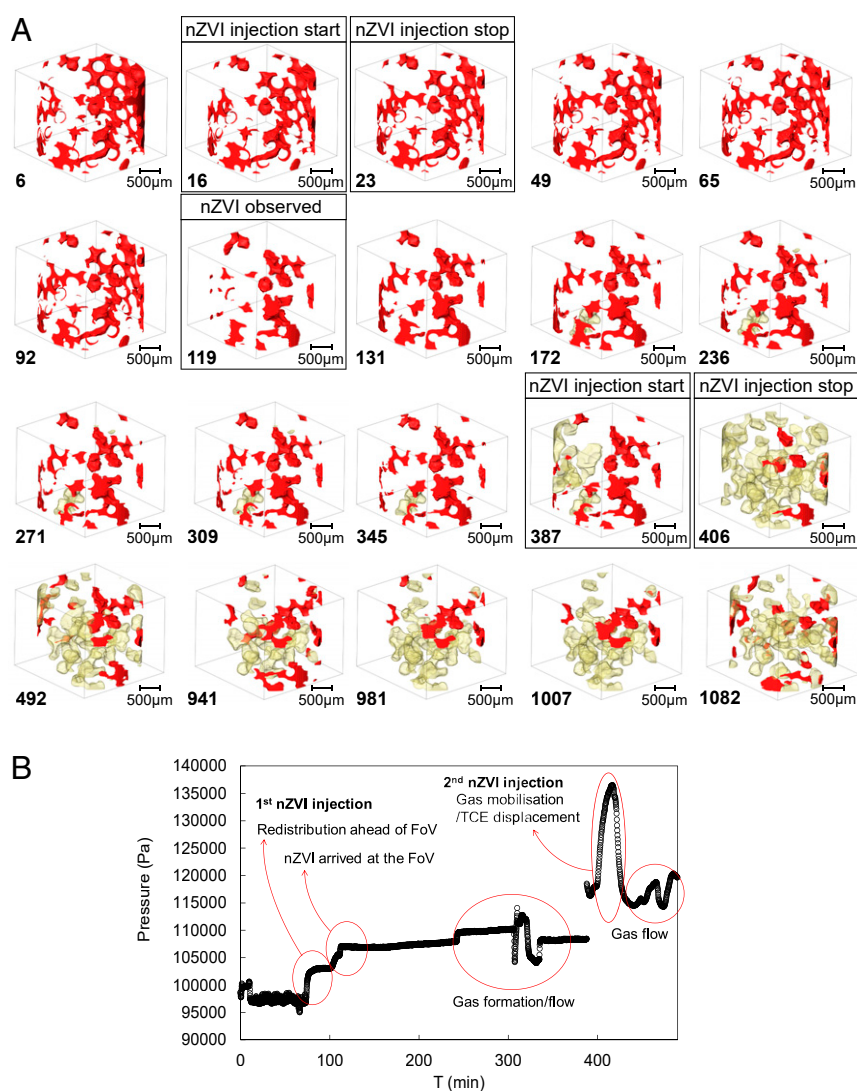 A
nZVI injection start
nZVI injection stop
6
500μm
16
500μm
23
500μm
49
500μm
65
500μm
nZVI observed
92
500μm
119
500μm
131
500μm
172
500μm
236
500μm
nZVI injection start
nZVI injection stop
271
500μm
309
500μm
345
500μm
387
500μm
406
500μm
492
500μm
941
500μm
981
500μm
1007
500μm
1082
500μm
B
140000
135000
130000
125000
120000
115000
110000
105000
100000
95000
90000
Pressure (Pa)
1st nZVI injection
Redistribution ahead of FoV
nZVI arrived at the FoV
2nd nZVI injection
Gas mobilisation
/TCE displacement
Gas flow
Gas formation/flow
0
100
200
300
400
T (min)